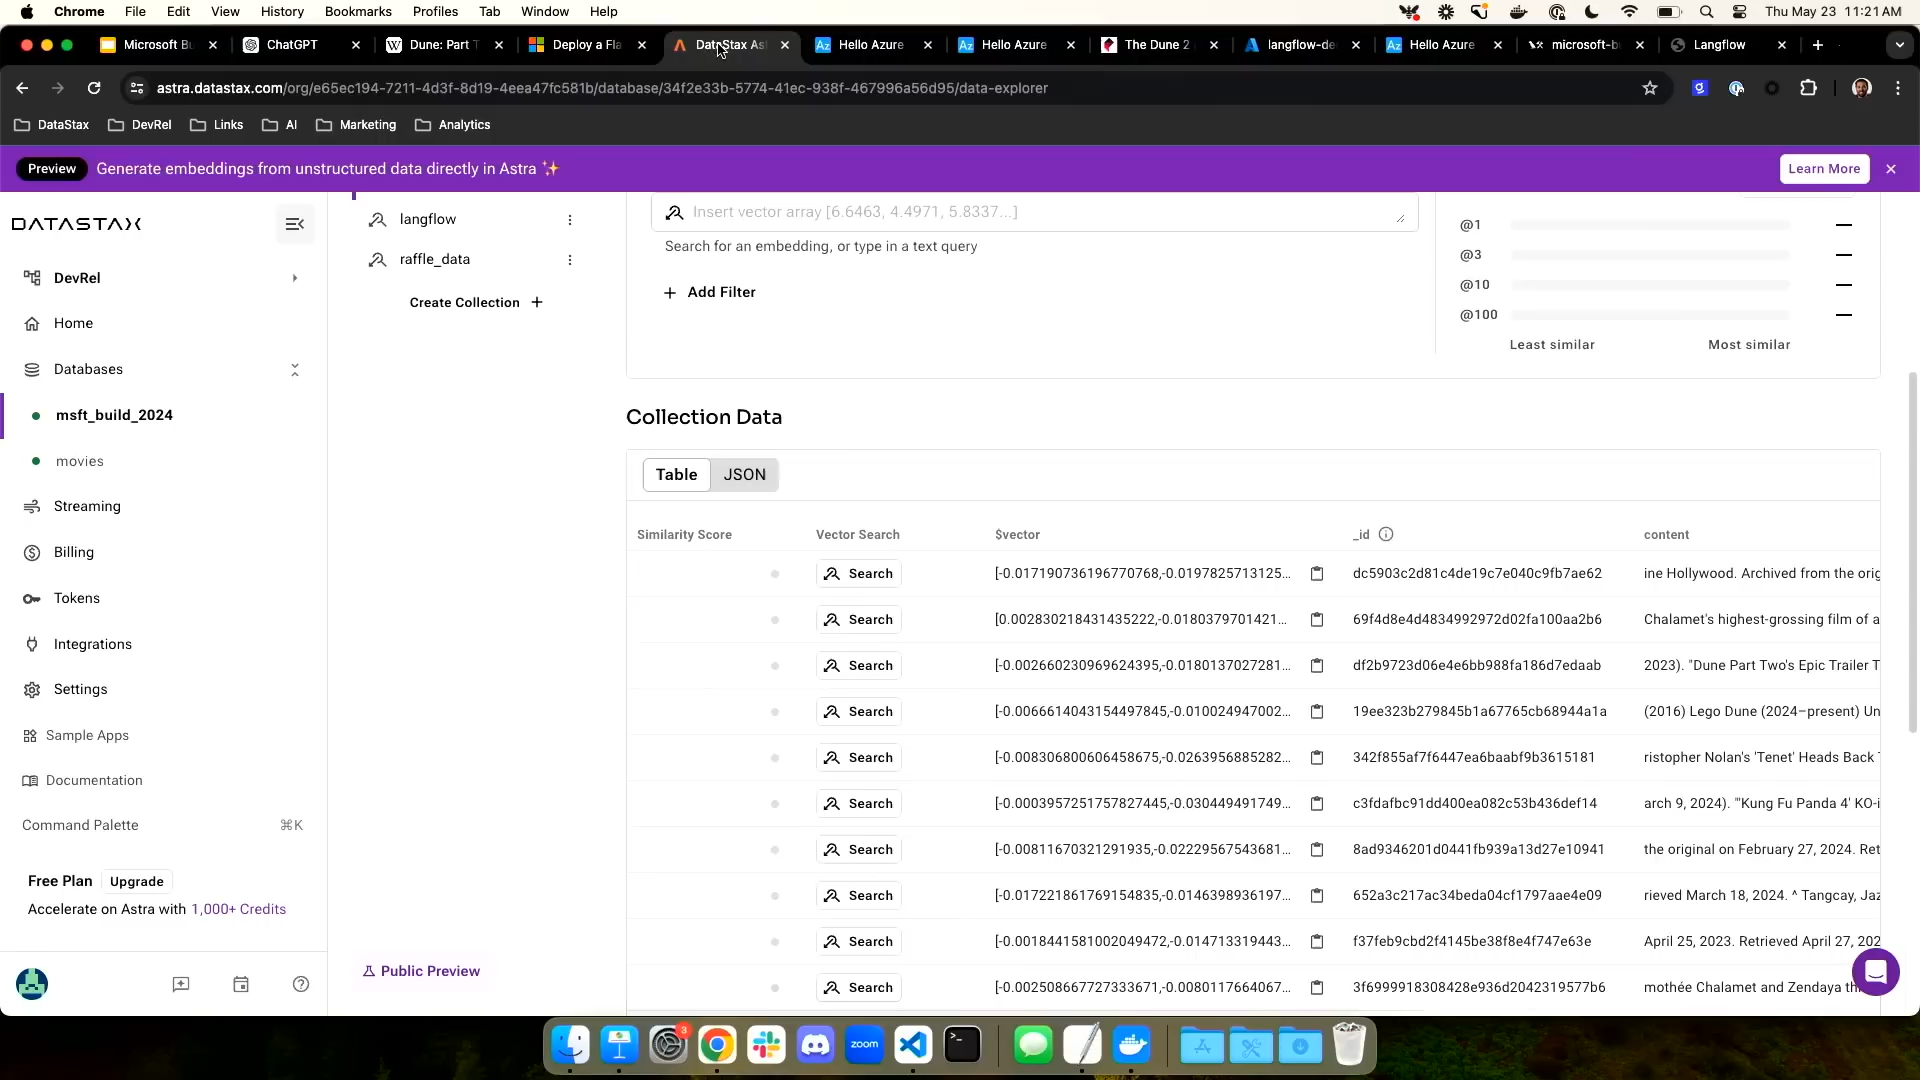 Chrome File Edit View History Bookmarks Profiles Tab Window Help Thu May 23 11:21 AM
Microsoft Bu ChatGPT Dune: Part T Deploy a Fla DataStax Ast Hello Azure Hello Azure The Dune 2 langflow-de Hello Azure microsoft-bu Langflow
astra.datastax.com/org/e65ec194-7211-4d3f-8d19-4eea47fc581b/database/34f2e33b-5774-41ec-938f-467996a56d95/data-explorer
DataStax DevRel Links AI Marketing Analytics
Preview Generate embeddings from unstructured data directly in Astra ✨ Learn More
DATASTAX
DevRel
Home
Databases
msft_build_2024
movies
Streaming
Billing
Tokens
Integrations
Settings
Sample Apps
Documentation
Command Palette ⌘K
Free Plan Upgrade
Accelerate on Astra with 1,000+ Credits
langflow
raffle_data
Create Collection +
Public Preview
Insert vector array [6.6463, 4.4971, 5.8337...]
Search for an embedding, or type in a text query
+ Add Filter
@1 —
@3 —
@10 —
@100 —
Least similar Most similar
Collection Data
Table JSON
Similarity Score Vector Search $vector _id content
Search [-0.017190736196770768,-0.0197825713125... dc5903c2d81c4de19c7e040c9fb7ae62 ine Hollywood. Archived from the orig
Search [0.002830218431435222,-0.0180379701421... 69f4d8e4d4834992972d02fa100aa2b6 Chalamet's highest-grossing film of a
Search [-0.002660230969624395,-0.0180137027281... df2b9723d06e4e6bb988fa186d7edaab 2023). "Dune Part Two's Epic Trailer T
Search [-0.0066614043154497845,-0.010024947002... 19ee323b279845b1a67765cb68944a1a (2016) Lego Dune (2024–present) Un
Search [-0.008306800606458675,-0.0263956885282... 342f855af7f6447ea6baabf9b3615181 ristopher Nolan's 'Tenet' Heads Back T
Search [-0.0003957251757827445,-0.030449491749... c3fdafbc91dd400ea082c53b436def14 arch 9, 2024). "'Kung Fu Panda 4' KO-i
Search [-0.00811670321291935,-0.02229567543681... 8ad9346201d0441fb939a13d27e10941 the original on February 27, 2024. Ret
Search [-0.017221861769154835,-0.0146398936197... 652a3c217ac34beda04cf1797aae4e09 rieved March 18, 2024. ^ Tangcay, Jaz
Search [-0.0018441581002049472,-0.014713319443... f37feb9cbd2f4145be38f8e4f747e63e April 25, 2023. Retrieved April 27, 202
Search [-0.002508667727333671,-0.0080117664067... 3f6999918308428e936d2042319577b6 mothée Chalamet and Zendaya th
3
zoom